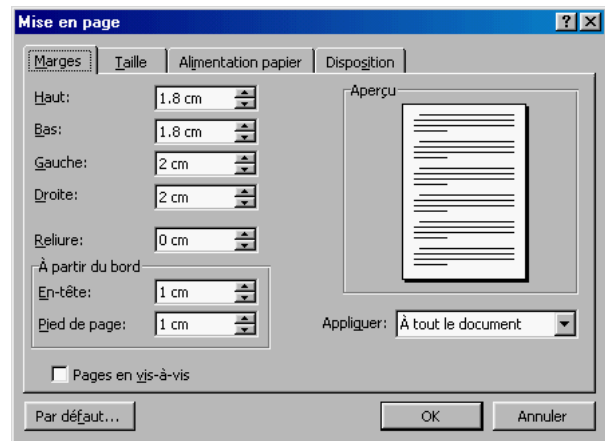 Mise en page
Marges Taille Alimentation papier Disposition
Haut: 1.8 cm
Bas: 1.8 cm
Gauche: 2 cm
Droite: 2 cm
Reliure: 0 cm
À partir du bord
En-tête: 1 cm
Pied de page: 1 cm
Pages en vis-à-vis
Aperçu
Appliquer: À tout le document
Par défaut... OK Annuler